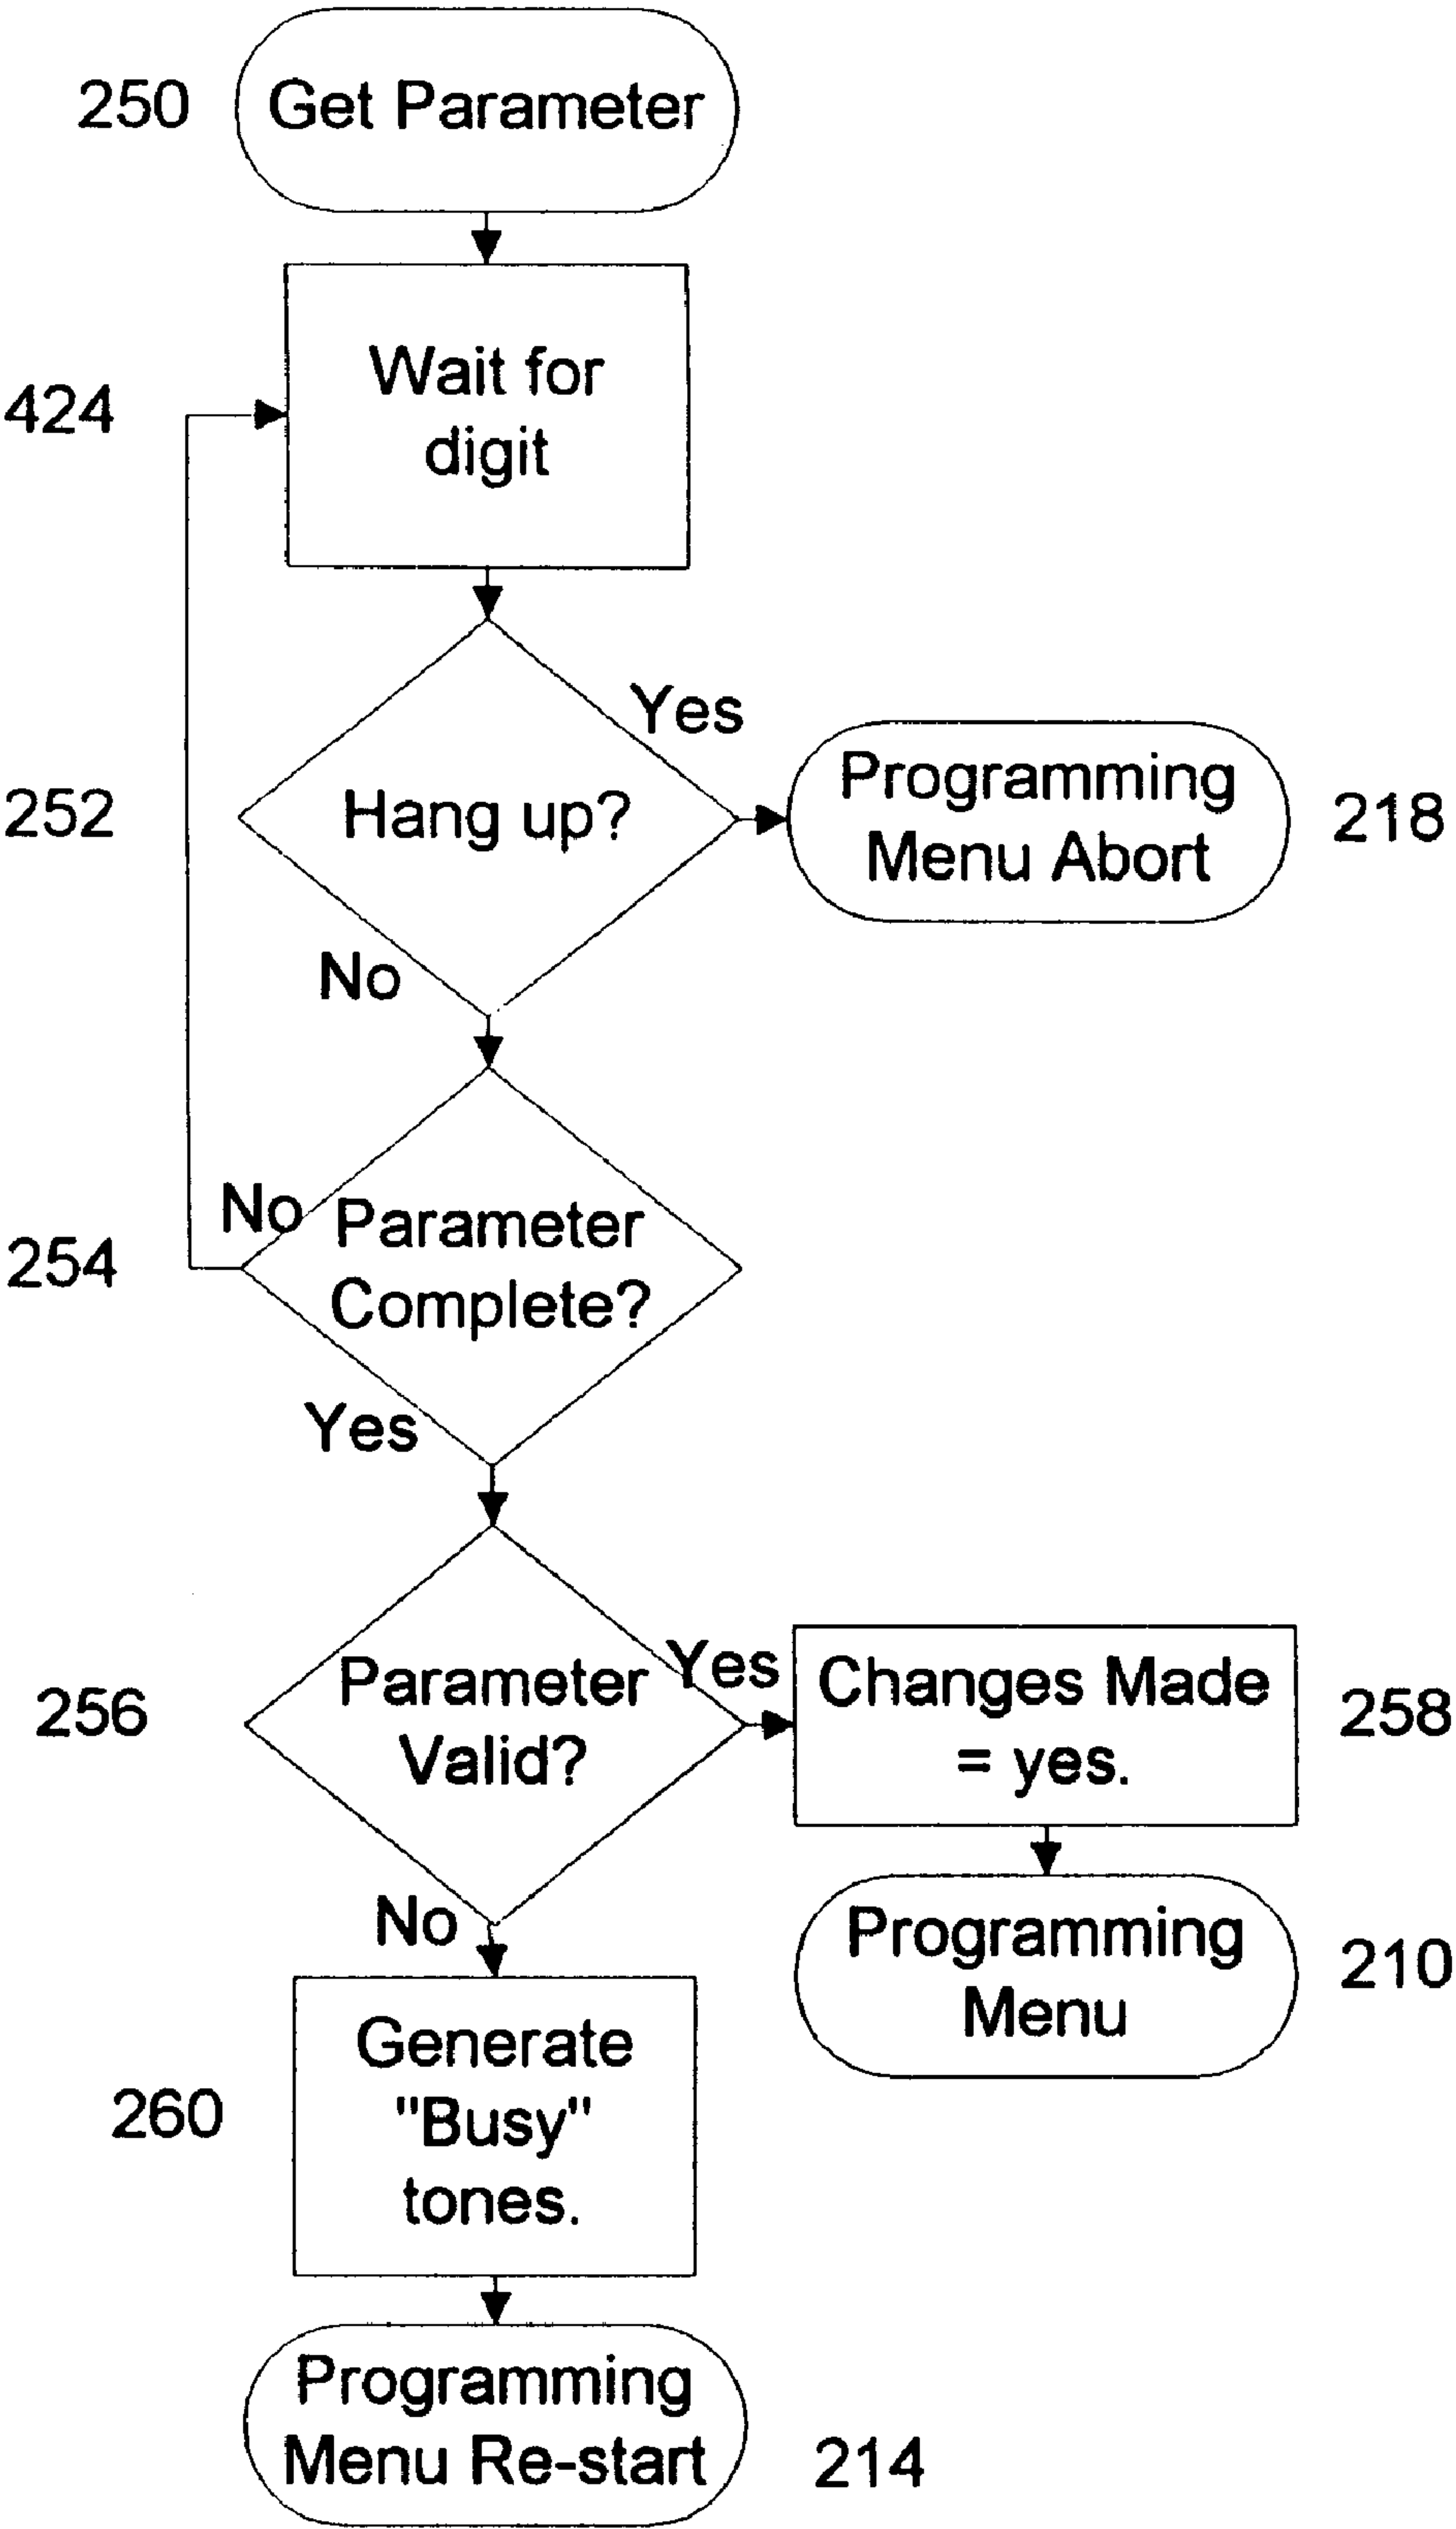 250
Get Parameter
424
Wait for
digit
Yes
252
Hang up?
Programming
Menu Abort
218
No
No
254
Parameter
Complete?
Yes
256
Parameter
Valid?
Yes
Changes Made
= yes.
258
No
Programming
Menu
210
260
Generate
"Busy"
tones.
Programming
Menu Re-start
214